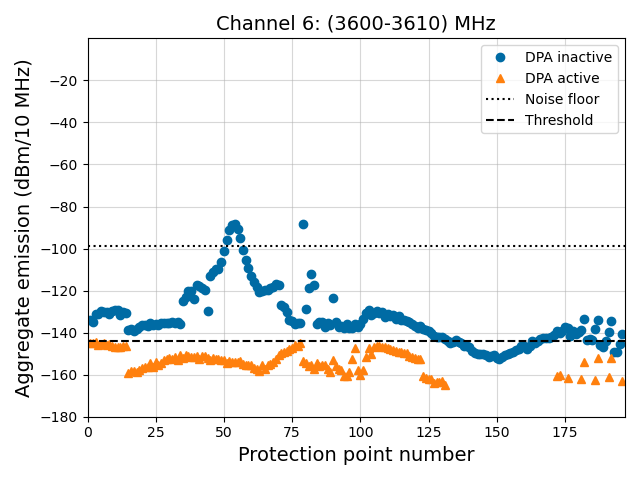 Channel 6: (3600-3610) MHz
Aggregate emission (dBm/10 MHz)
−20
−40
−60
−80
−100
−120
−140
−160
−180
DPA inactive
DPA active
Noise floor
Threshold
0 25 50 75 100 125 150 175
Protection point number